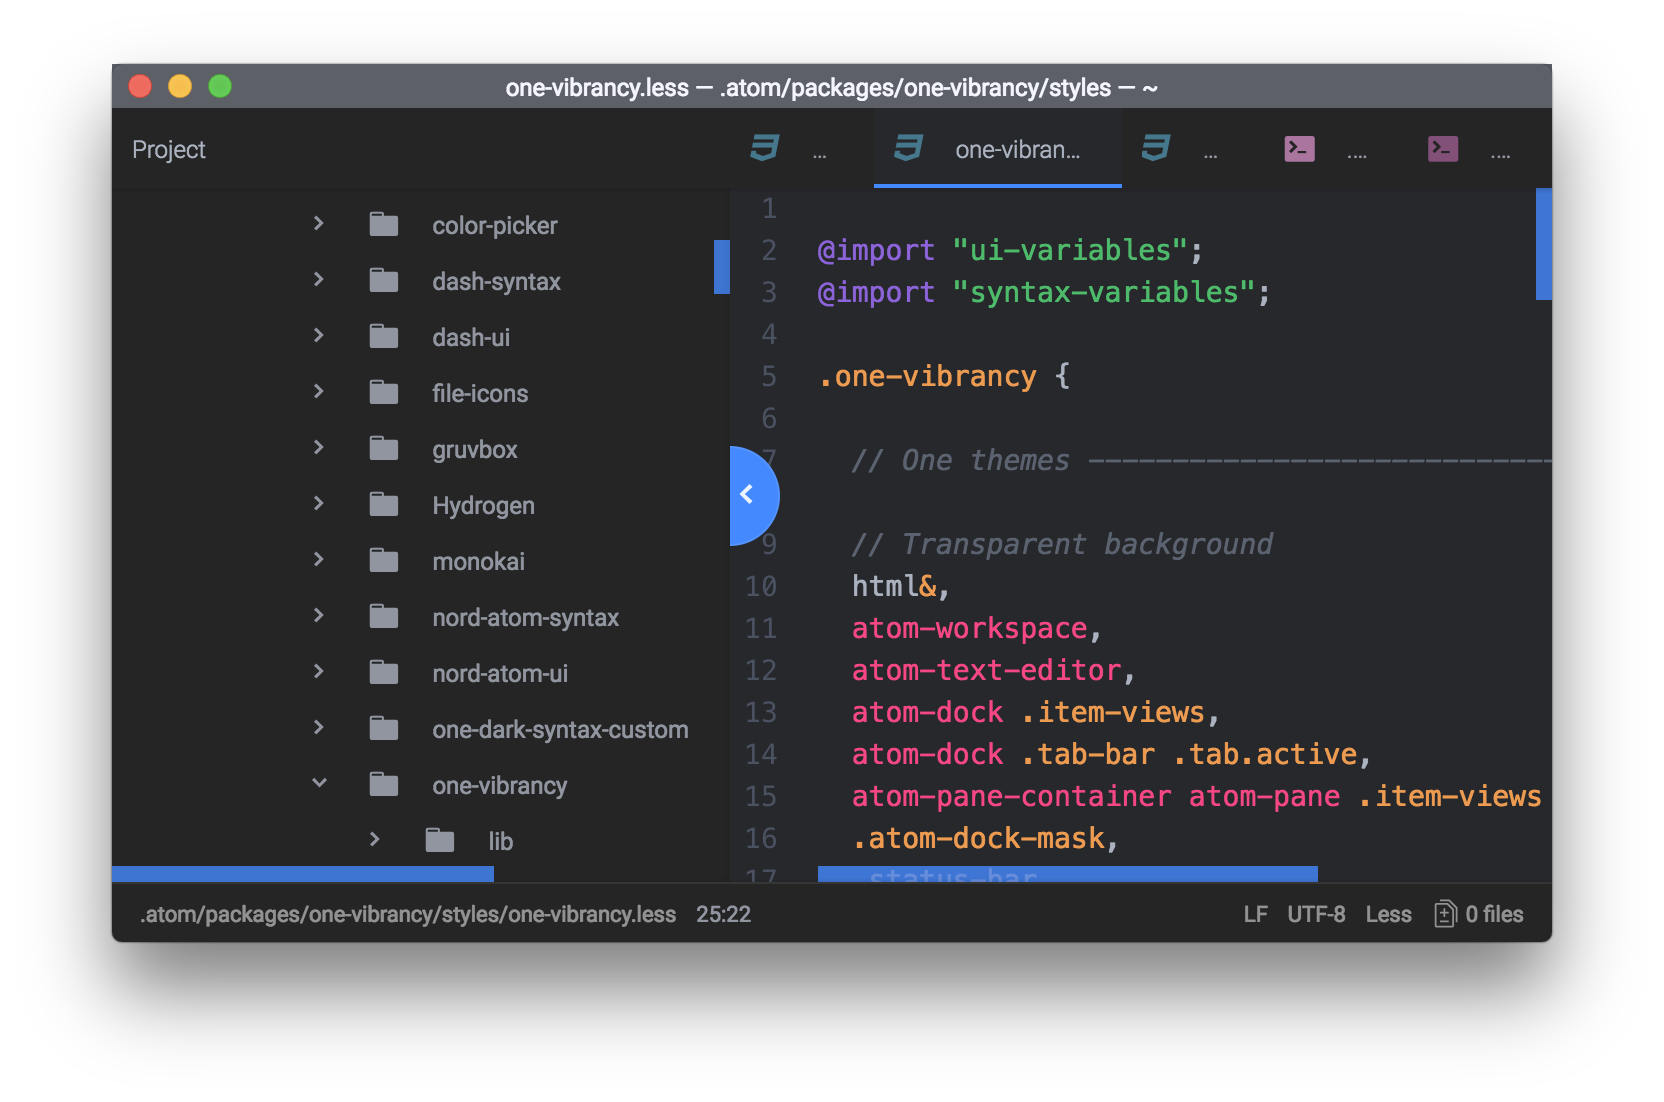 one-vibrancy.less — .atom/packages/one-vibrancy/styles — ~
Project
... one-vibran... ... .... ....
color-picker
dash-syntax
dash-ui
file-icons
gruvbox
Hydrogen
monokai
nord-atom-syntax
nord-atom-ui
one-dark-syntax-custom
one-vibrancy
lib
1
2 @import "ui-variables";
3 @import "syntax-variables";
4
5 .one-vibrancy {
6
7 // One themes ----------------------------
9 // Transparent background
10 html&,
11 atom-workspace,
12 atom-text-editor,
13 atom-dock .item-views,
14 atom-dock .tab-bar .tab.active,
15 atom-pane-container atom-pane .item-views
16 .atom-dock-mask,
17 status-bar
.atom/packages/one-vibrancy/styles/one-vibrancy.less 25:22
LF UTF-8 Less 0 files